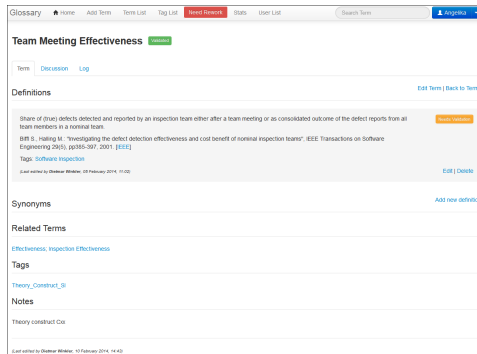 Glossary Home Add Term Term List Tag List Need Rework Stats User List Search Term Angelika
Team Meeting Effectiveness Validated
Term Discussion Log
Edit Term | Back to Term
Definitions
Share of (true) defects detected and reported by an inspection team either after a team meeting or as consolidated outcome of the defect reports from all
team members in a nominal team.
Biffl S., Halling M.: "Investigating the defect detection effectiveness and cost benefit of nominal inspection teams", IEEE Transactions on Software
Engineering 29(5), pp385-397, 2001. [IEEE]
Tags: Software Inspection
(Last edited by Dietmar Winkler, 09 February 2014, 11:02)
Edit | Delete
Add new definitio
Synonyms
Related Terms
Effectiveness; Inspection Effectiveness
Tags
Theory_Construct_SI
Notes
Theory construct Cxx
(Last edited by Dietmar Winkler, 10 February 2014, 14:43)